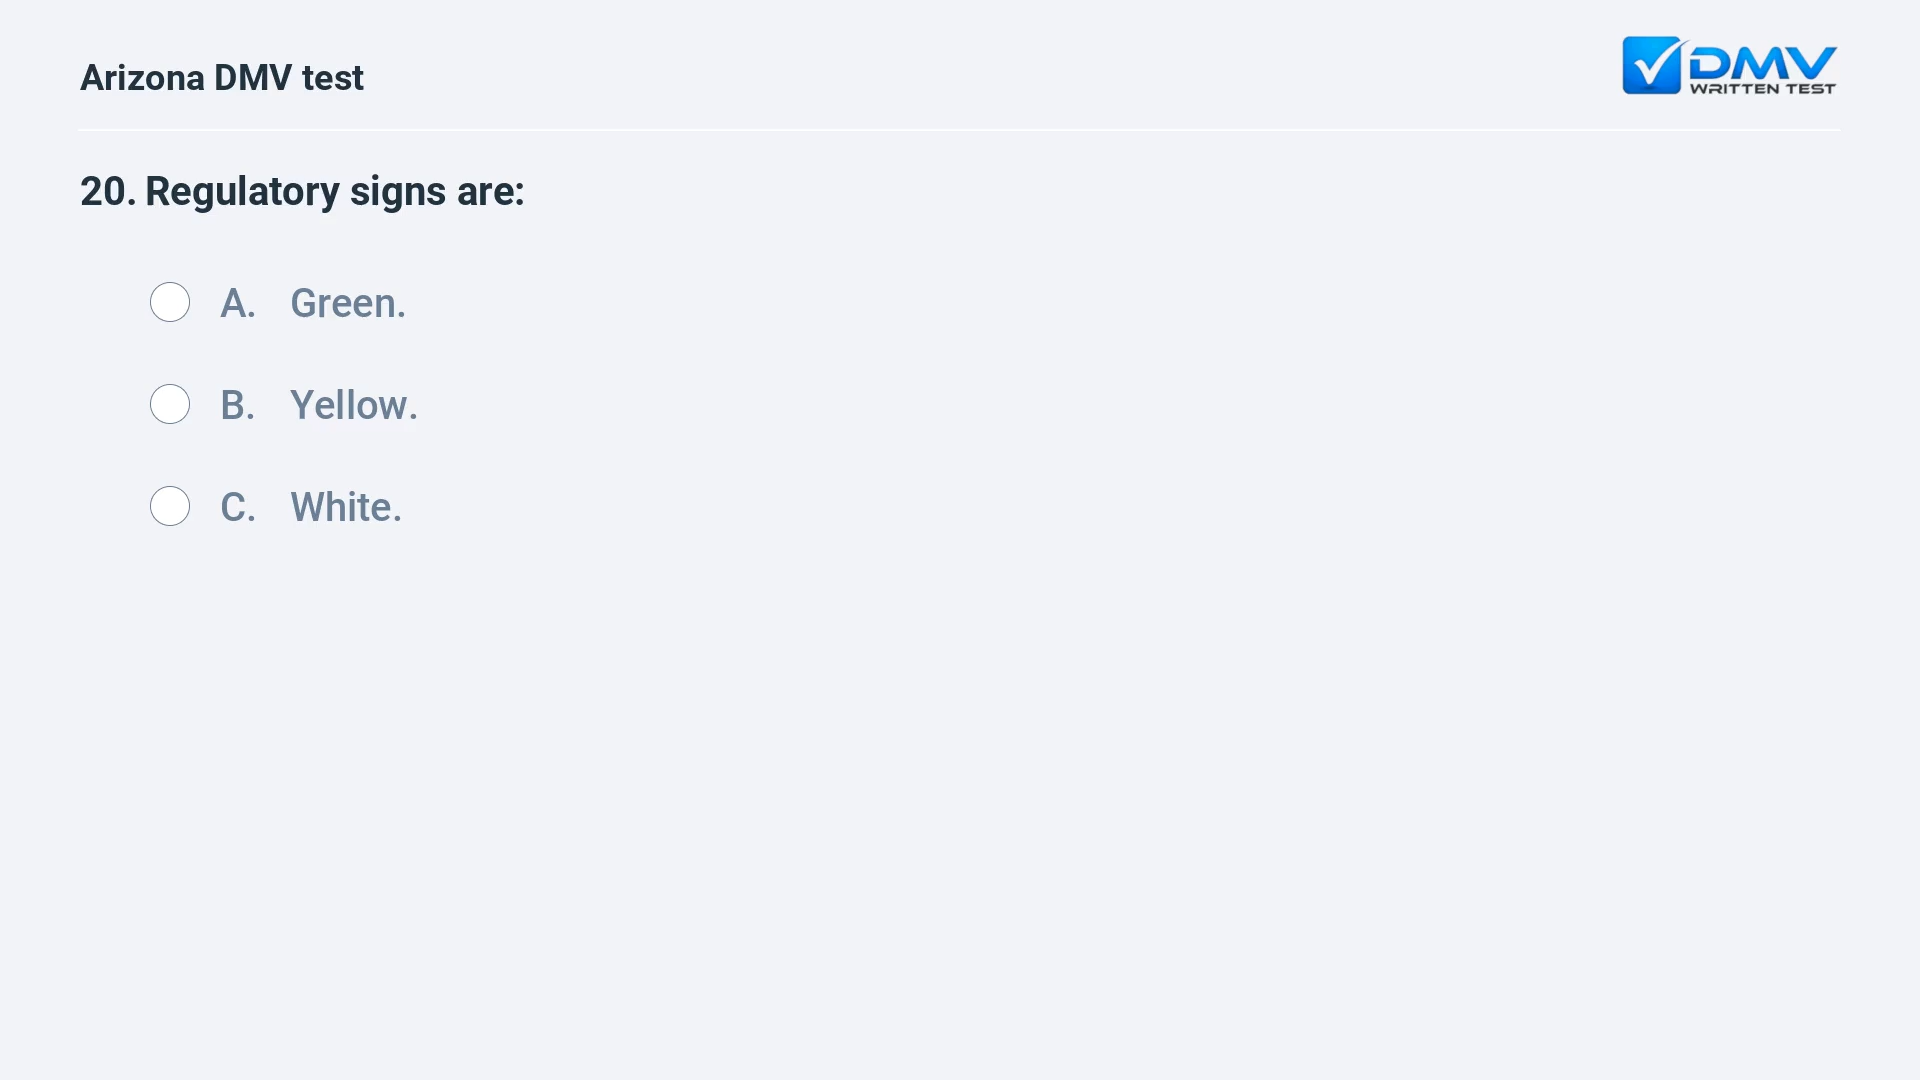 Arizona DMV test
DMV
WRITTEN TEST
20. Regulatory signs are:
A. Green.
B. Yellow.
C. White.